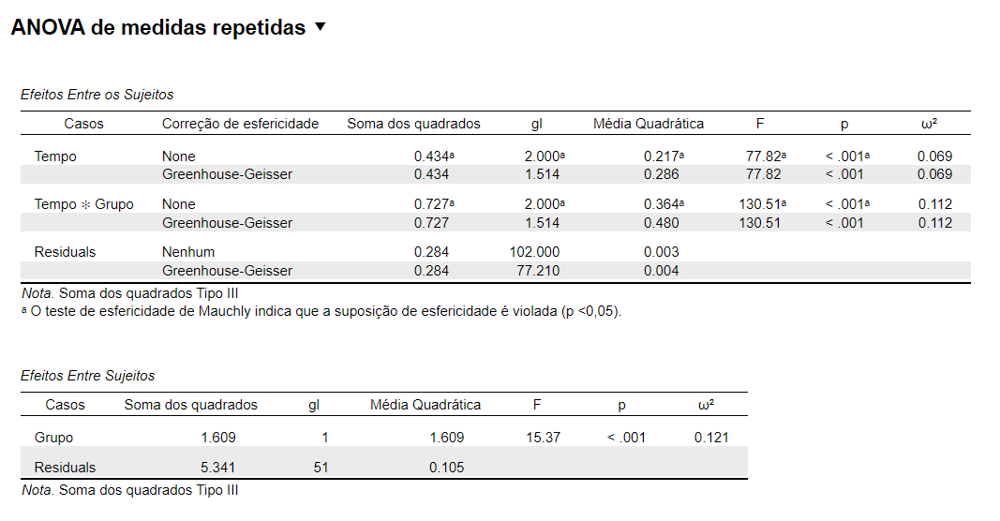 ANOVA de medidas repetidas ▼
Efeitos Entre os Sujeitos
Casos Correção de esfericidade Soma dos quadrados gl Média Quadrática F p ω²
Tempo None 0.434ª 2.000ª 0.217ª 77.82ª < .001ª 0.069
Greenhouse-Geisser 0.434 1.514 0.286 77.82 < .001 0.069
Tempo ✻ Grupo None 0.727ª 2.000ª 0.364ª 130.51ª < .001ª 0.112
Greenhouse-Geisser 0.727 1.514 0.480 130.51 < .001 0.112
Residuals Nenhum 0.284 102.000 0.003
Greenhouse-Geisser 0.284 77.210 0.004
Nota. Soma dos quadrados Tipo III
ª O teste de esfericidade de Mauchly indica que a suposição de esfericidade é violada (p <0,05).
Efeitos Entre Sujeitos
Casos Soma dos quadrados gl Média Quadrática F p ω²
Grupo 1.609 1 1.609 15.37 < .001 0.121
Residuals 5.341 51 0.105
Nota. Soma dos quadrados Tipo III